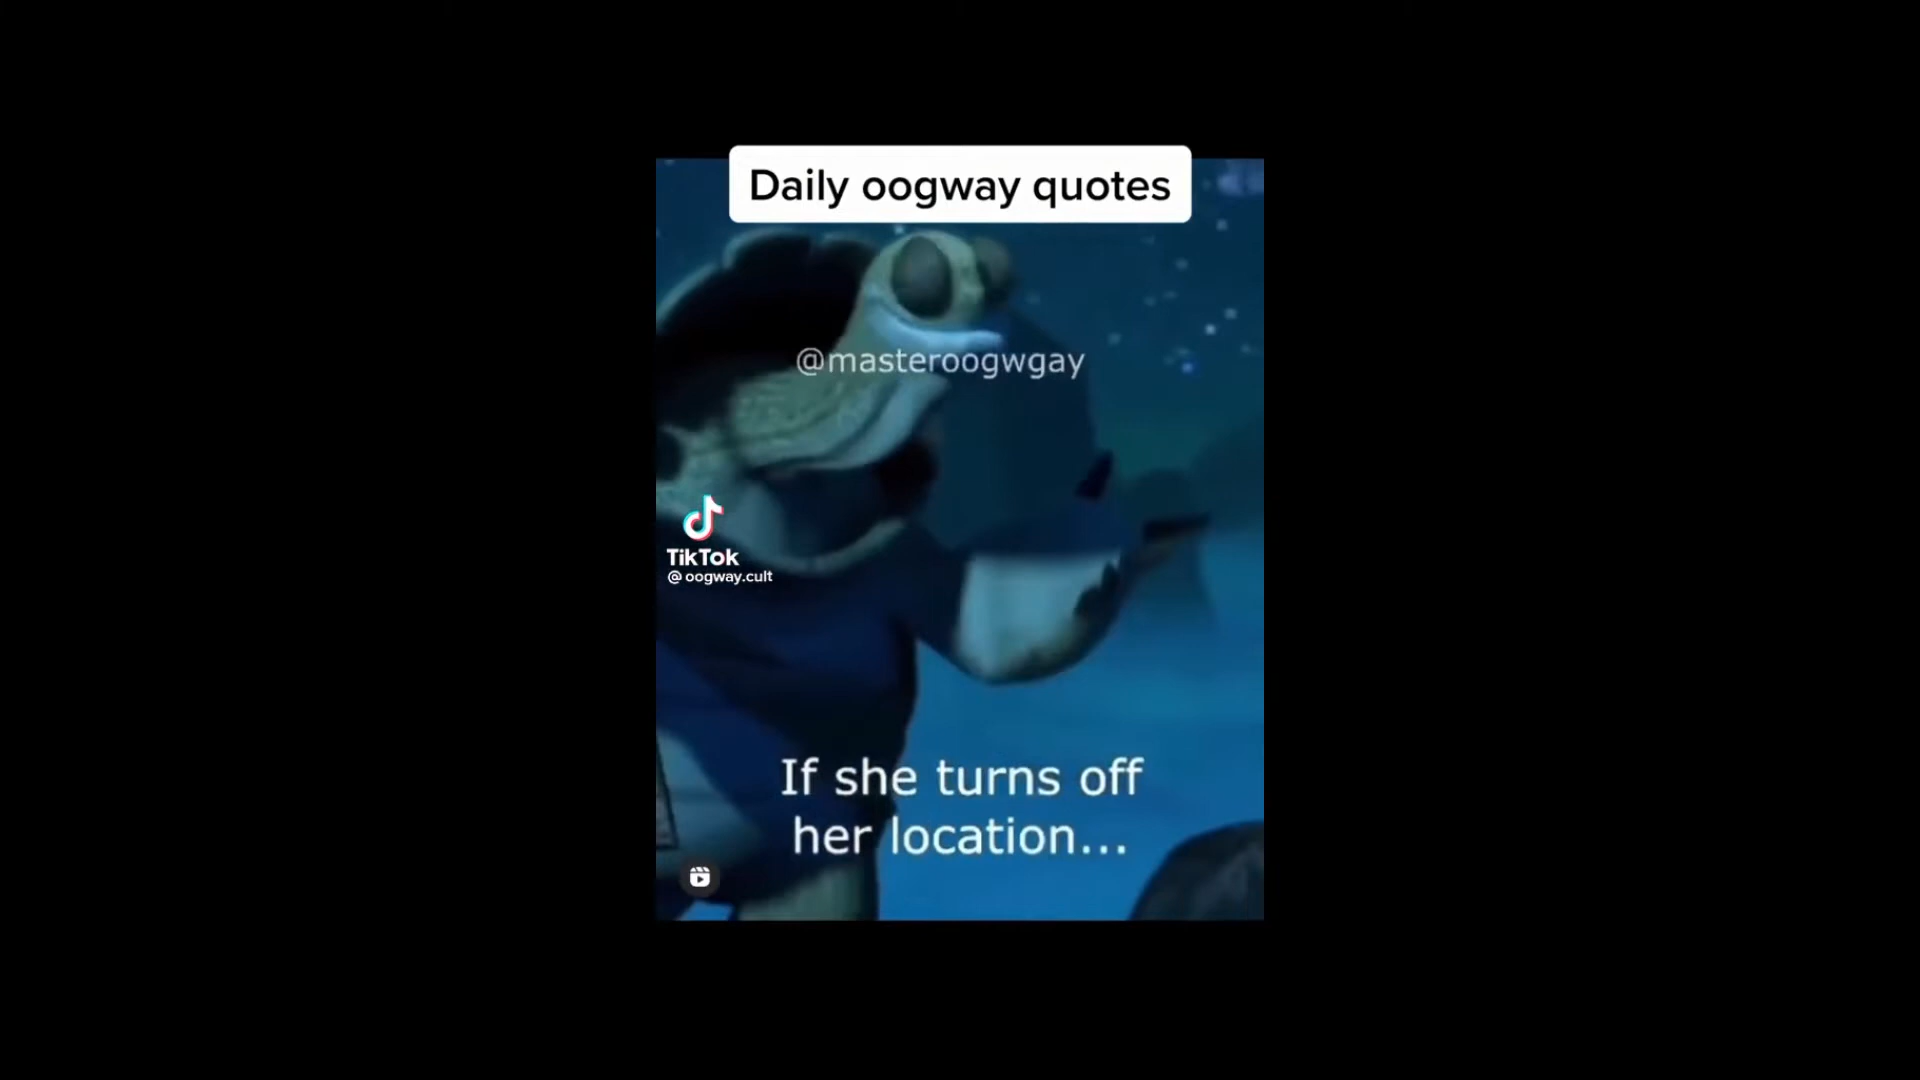 Daily oogway quotes
@masteroogwgay
TikTok
@oogway.cult
If she turns off
her location...